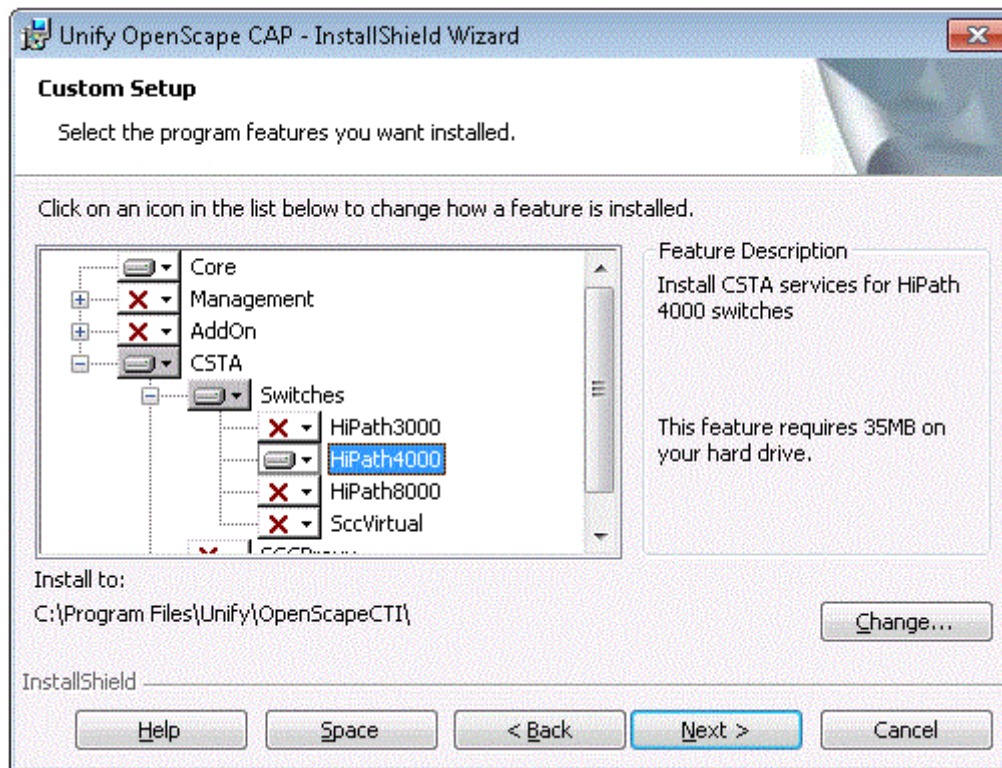 Unify OpenScape CAP - InstallShield Wizard
Custom Setup
Select the program features you want installed.
Click on an icon in the list below to change how a feature is installed.
Core
Management
AddOn
CSTA
Switches
HiPath3000
HiPath4000
HiPath8000
SccVirtual
Feature Description
Install CSTA services for HiPath
4000 switches
This feature requires 35MB on
your hard drive.
Install to:
C:\Program Files\Unify\OpenScapeCTI\
Change...
InstallShield
Help
Space
< Back
Next >
Cancel